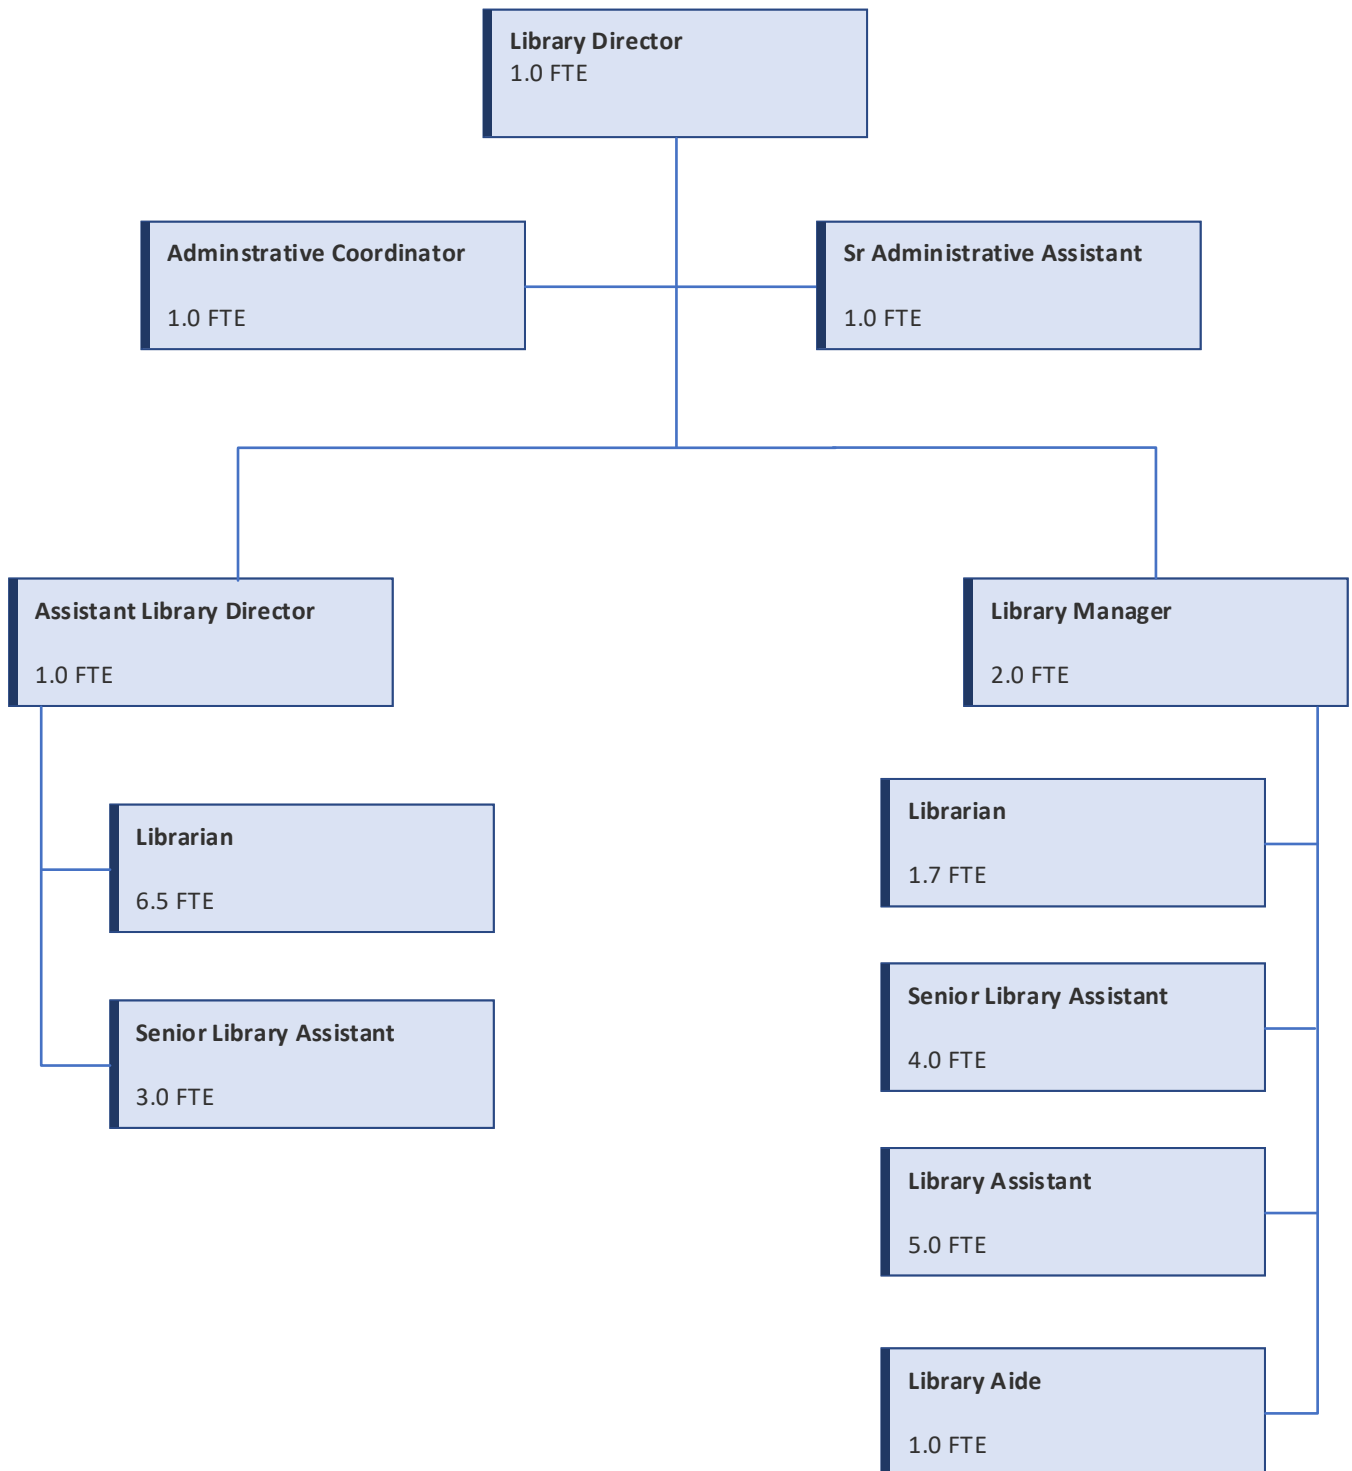 Library Director
1.0 FTE
Adminstrative Coordinator
1.0 FTE
Sr Administrative Assistant
1.0 FTE
Assistant Library Director
1.0 FTE
Library Manager
2.0 FTE
Librarian
6.5 FTE
Senior Library Assistant
3.0 FTE
Librarian
1.7 FTE
Senior Library Assistant
4.0 FTE
Library Assistant
5.0 FTE
Library Aide
1.0 FTE